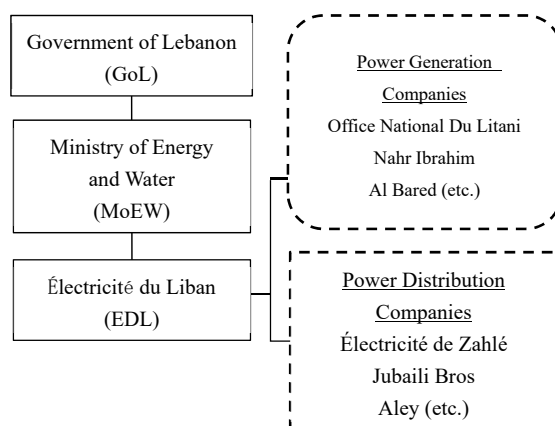 Government of Lebanon
(GoL)
Ministry of Energy
and Water
(MoEW)
Électricité du Liban
(EDL)
Power Generation
Companies
Office National Du Litani
Nahr Ibrahim
Al Bared (etc.)
Power Distribution
Companies
Électricité de Zahlé
Jubaili Bros
Aley (etc.)